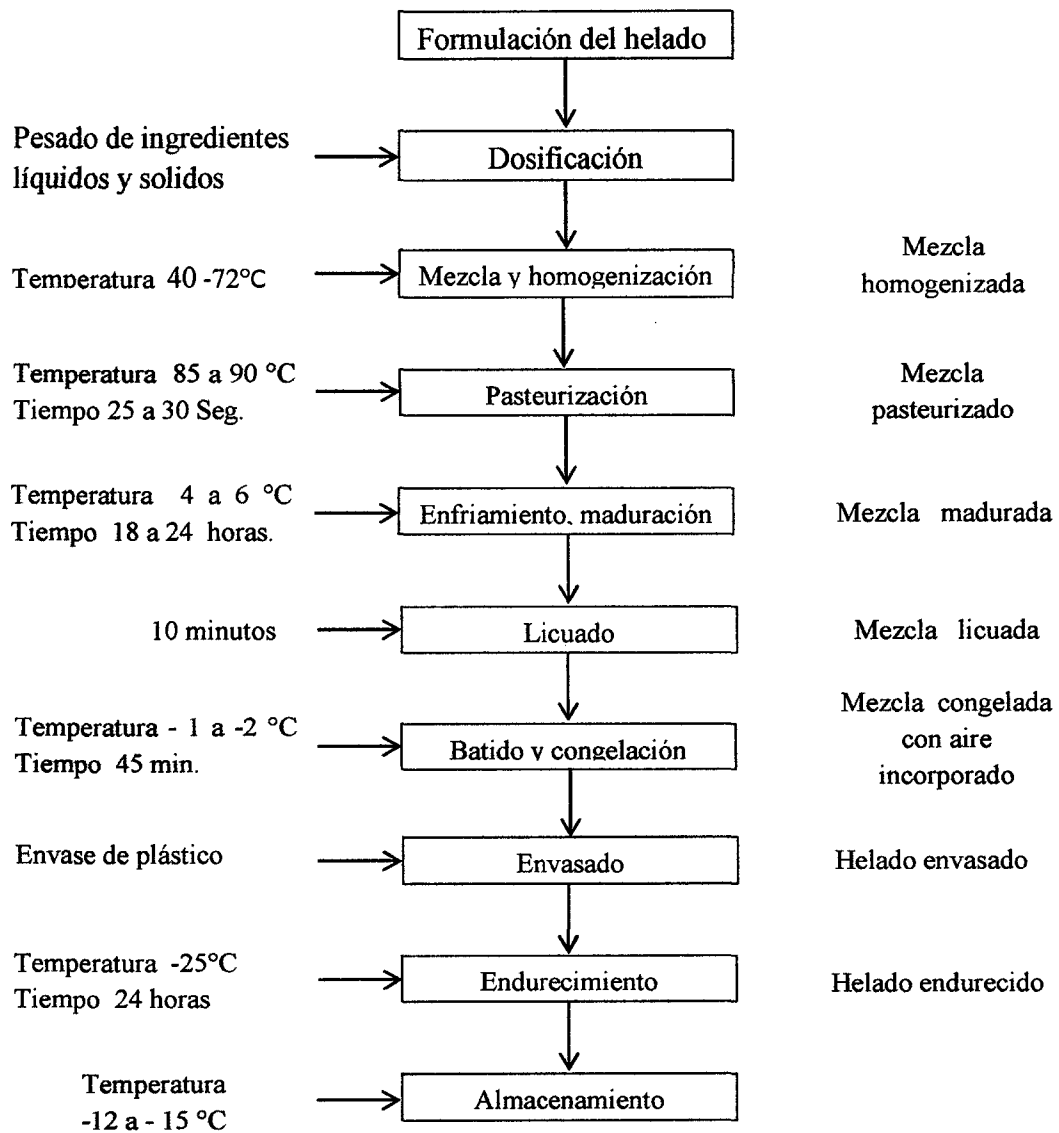 Formulación del helado
Pesado de ingredientes
líquidos y solidos
Dosificación
Temperatura 40 -72°C
Mezcla y homogenización
Mezcla
homogenizada
Temperatura 85 a 90 °C
Tiempo 25 a 30 Seg.
Pasteurización
Mezcla
pasteurizado
Temperatura 4 a 6 °C
Tiempo 18 a 24 horas.
Enfriamiento, maduración
Mezcla madurada
10 minutos
Licuado
Mezcla licuada
Temperatura - 1 a -2 °C
Tiempo 45 min.
Batido y congelación
Mezcla congelada
con aire
incorporado
Envase de plástico
Envasado
Helado envasado
Temperatura -25°C
Tiempo 24 horas
Endurecimiento
Helado endurecido
Temperatura
-12 a - 15 °C
Almacenamiento